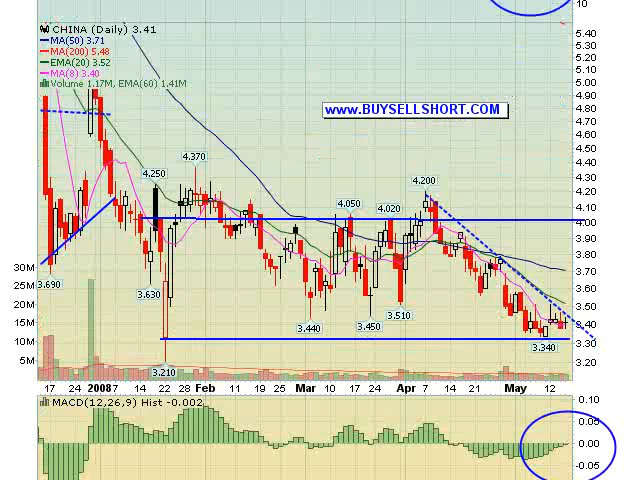 10
CHINA (Daily) 3.41
MA(50) 3.71
MA(200) 5.48
EMA(20) 3.52
MA(8) 3.40
Volume 1.17M, EMA(60) 1.41M
www.BUYSELLSHORT.COM
5.40
5.30
5.20
5.10
5.00
4.90
4.80
4.70
4.60
4.50
4.40
4.30
4.20
4.10
4.00
3.90
3.80
3.70
3.60
3.50
3.40
3.30
3.20
4.370
4.250
4.200
4.050
4.020
3.690
3.630
3.510
3.440
3.450
3.340
3.210
30M
25M
20M
15M
10M
5M
17 24 2008 7 14 22 28 Feb 11 19 25 Mar 10 17 24 Apr 7 14 21 May 12
MACD(12,26,9) Hist -0.002
0.10
0.05
0.00
-0.05